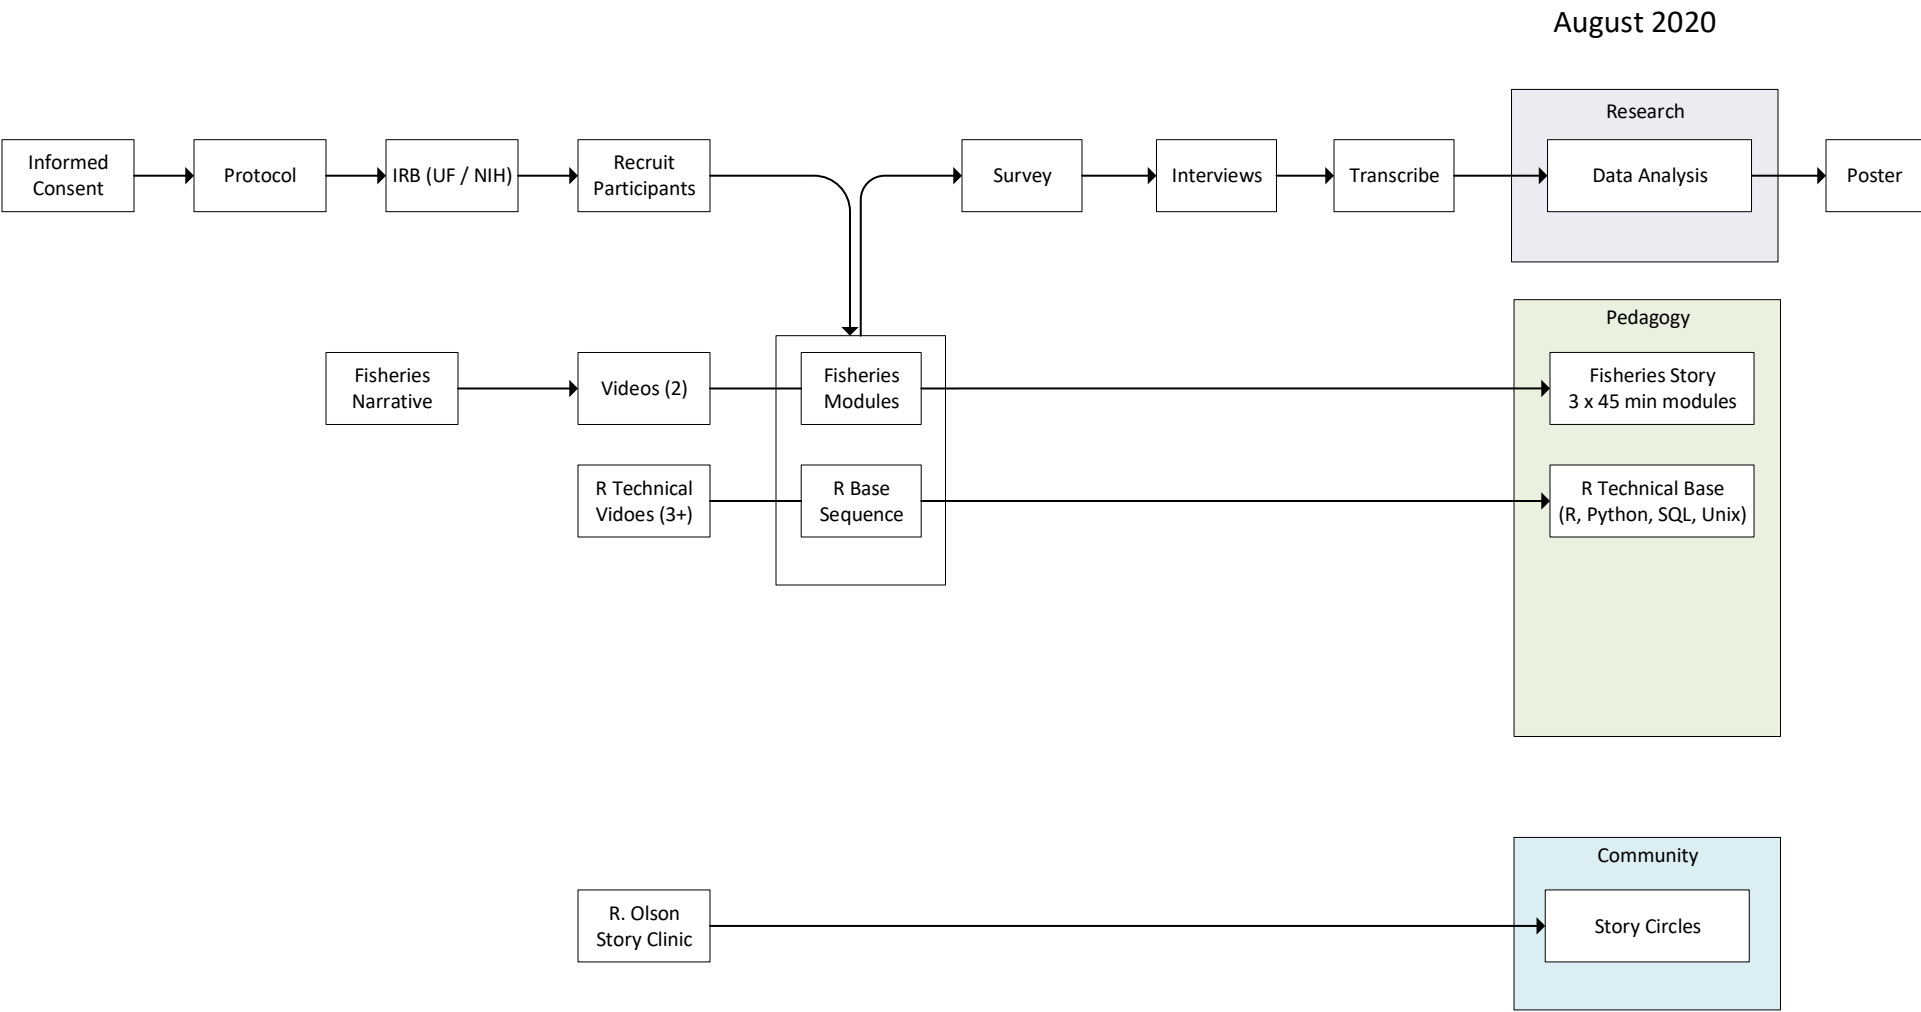 August 2020
Research
Informed
Consent
Protocol
IRB (UF / NIH)
Recruit
Participants
Survey
Interviews
Transcribe
Data Analysis
Poster
Pedagogy
Fisheries
Narrative
Videos (2)
Fisheries
Modules
Fisheries Story
3 x 45 min modules
R Technical
Vidoes (3+)
R Base
Sequence
R Technical Base
(R, Python, SQL, Unix)
Community
R. Olson
Story Clinic
Story Circles